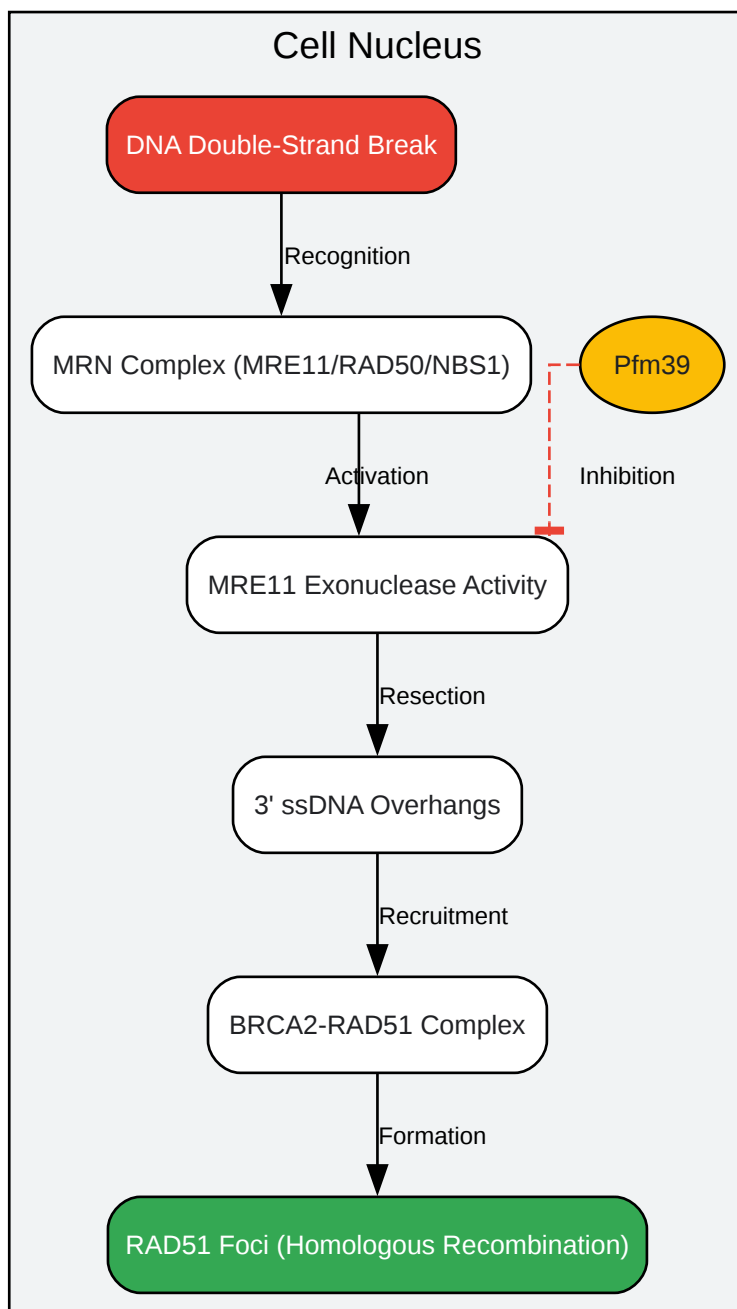 Cell Nucleus
DNA Double-Strand Break
Recognition
MRN Complex (MRE11/RAD50/NBS1)
Pfm39
Activation
Inhibition
MRE11 Exonuclease Activity
Resection
3' ssDNA Overhangs
Recruitment
BRCA2-RAD51 Complex
Formation
RAD51 Foci (Homologous Recombination)